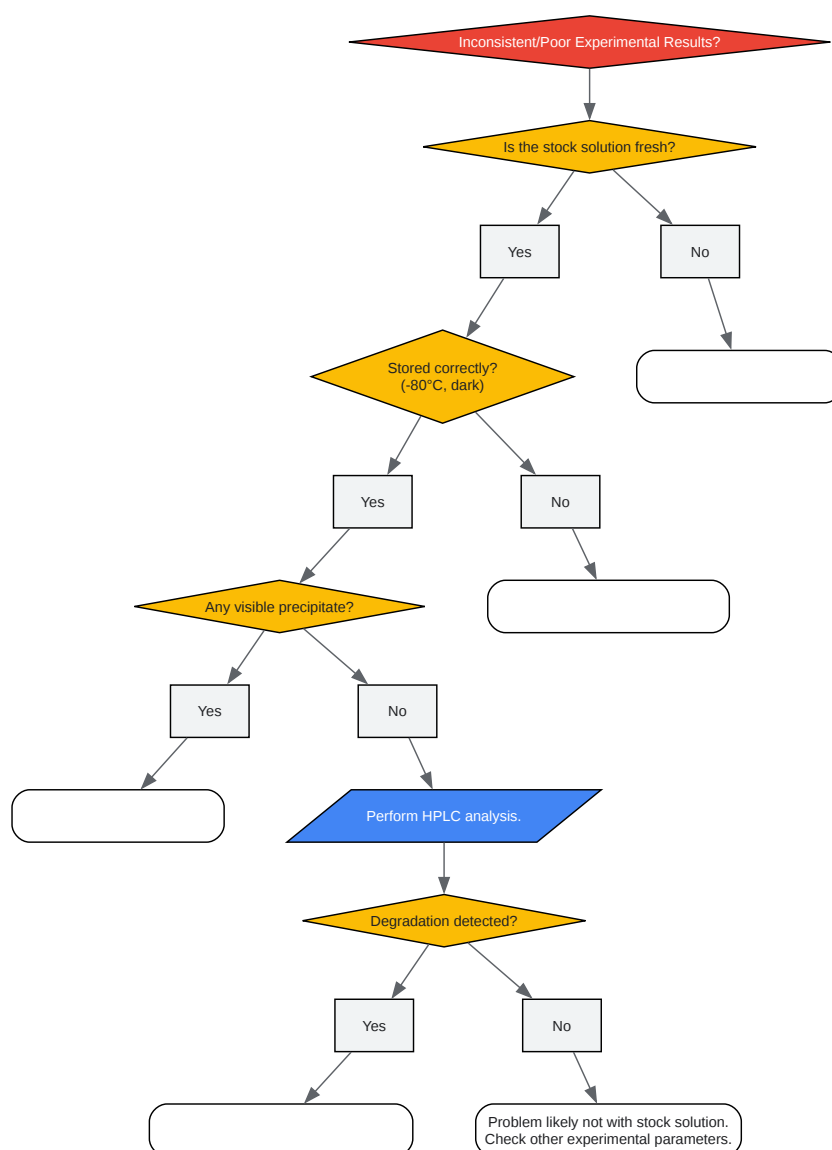 Inconsistent/Poor Experimental Results?
Is the stock solution fresh?
Yes
No
Stored correctly?
(-80°C, dark)
Yes
No
Any visible precipitate?
Yes
No
Perform HPLC analysis.
Degradation detected?
Yes
No
Problem likely not with stock solution.
Check other experimental parameters.